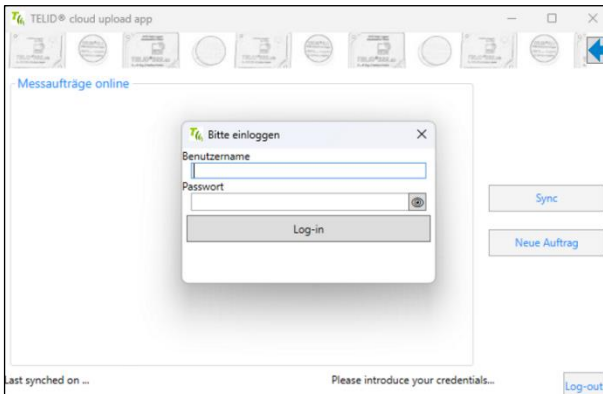 TELID® cloud upload app
Messaufträge online
Bitte einloggen
Benutzername
Passwort
Log-in
Sync
Neue Auftrag
Last synched on ...
Please introduce your credentials...
Log-out